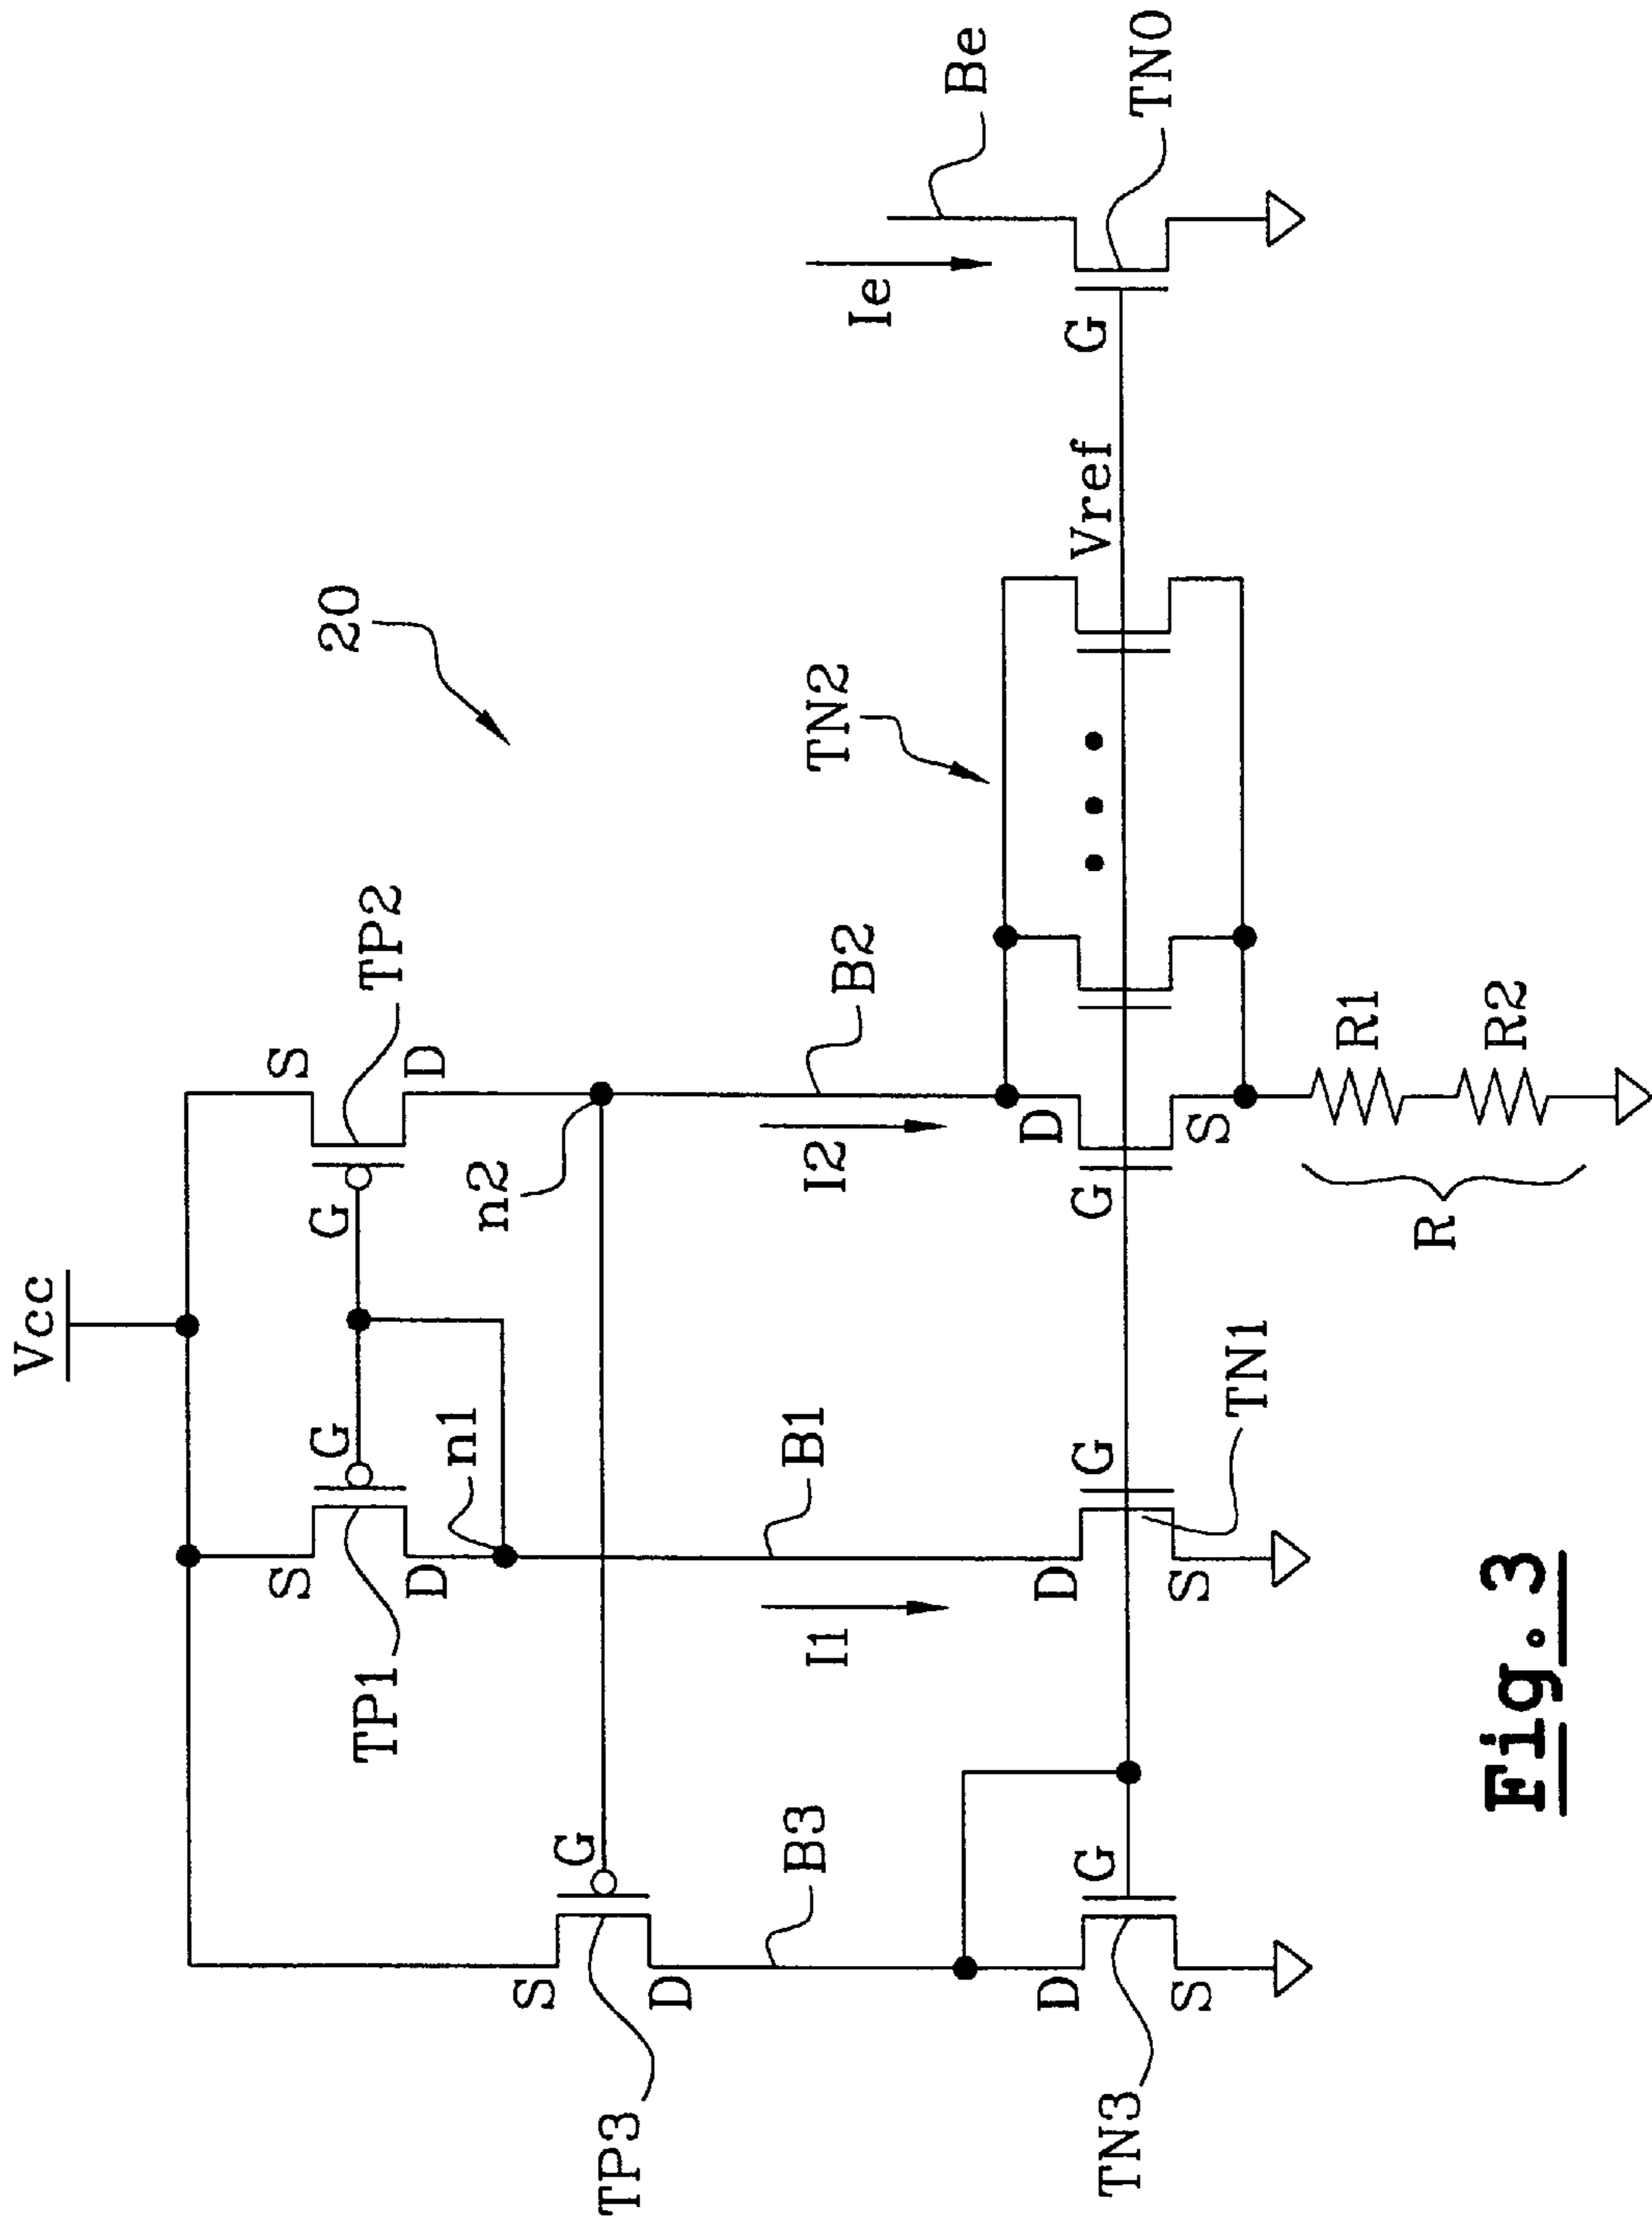 Vcc
20
S
S
TP1
G
G
TP2
D
D
n1
n2
S
G
TP3
D
B3
I1
B1
I2
B2
TN2
Ie
Be
D
G
S
TN3
D
G
S
TN1
D
G
S
Vref
G
TN0
R
R1
R2
Fig. 3